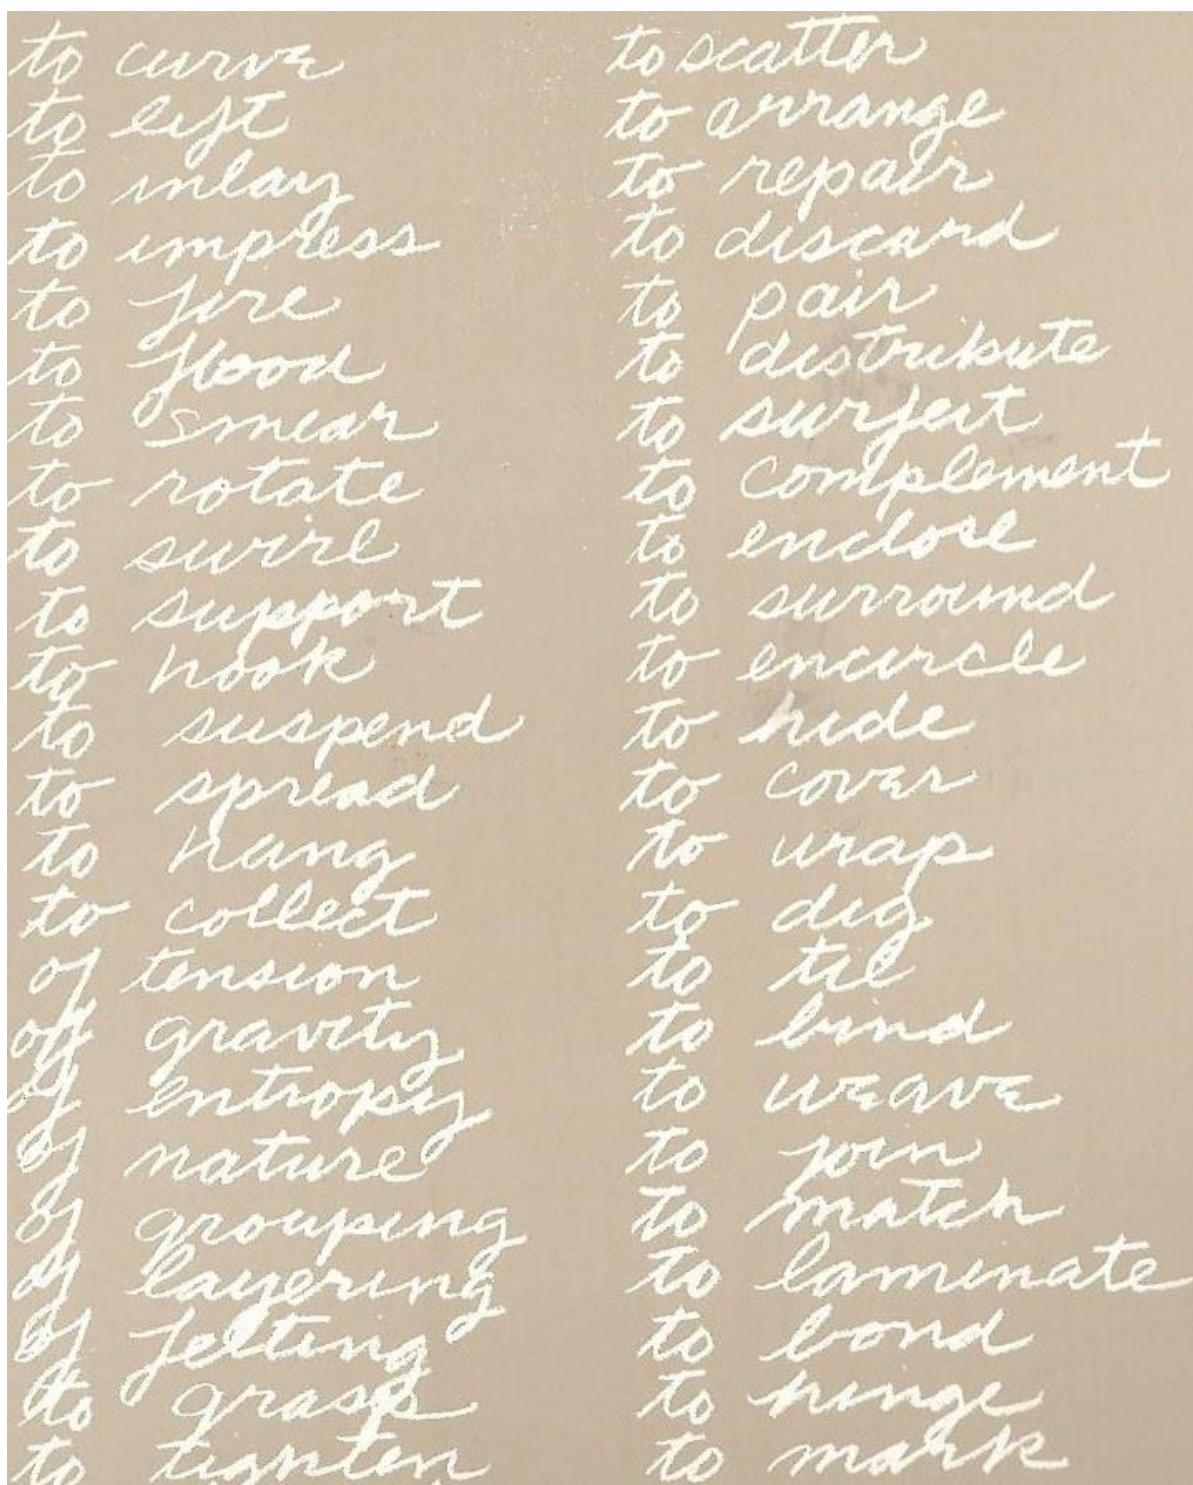 to curve
to lift
to inlay
to impress
to fire
to flood
to smear
to rotate
to swirl
to support
to hook
to suspend
to spread
to hang
to collect
of tension
of gravity
of entropy
of nature
of grouping
of layering
of felting
to grasp
to tighten
to scatter
to arrange
to repair
to discard
to pair
to distribute
to surfeit
to complement
to enclose
to surround
to encircle
to hide
to cover
to wrap
to dig
to tie
to bind
to weave
to join
to match
to laminate
to bond
to hinge
to mark